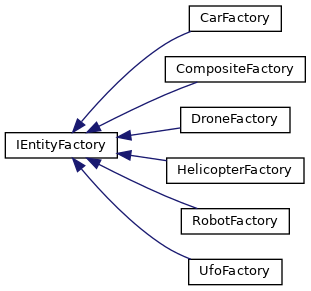 CarFactory
CompositeFactory
DroneFactory
IEntityFactory
HelicopterFactory
RobotFactory
UfoFactory